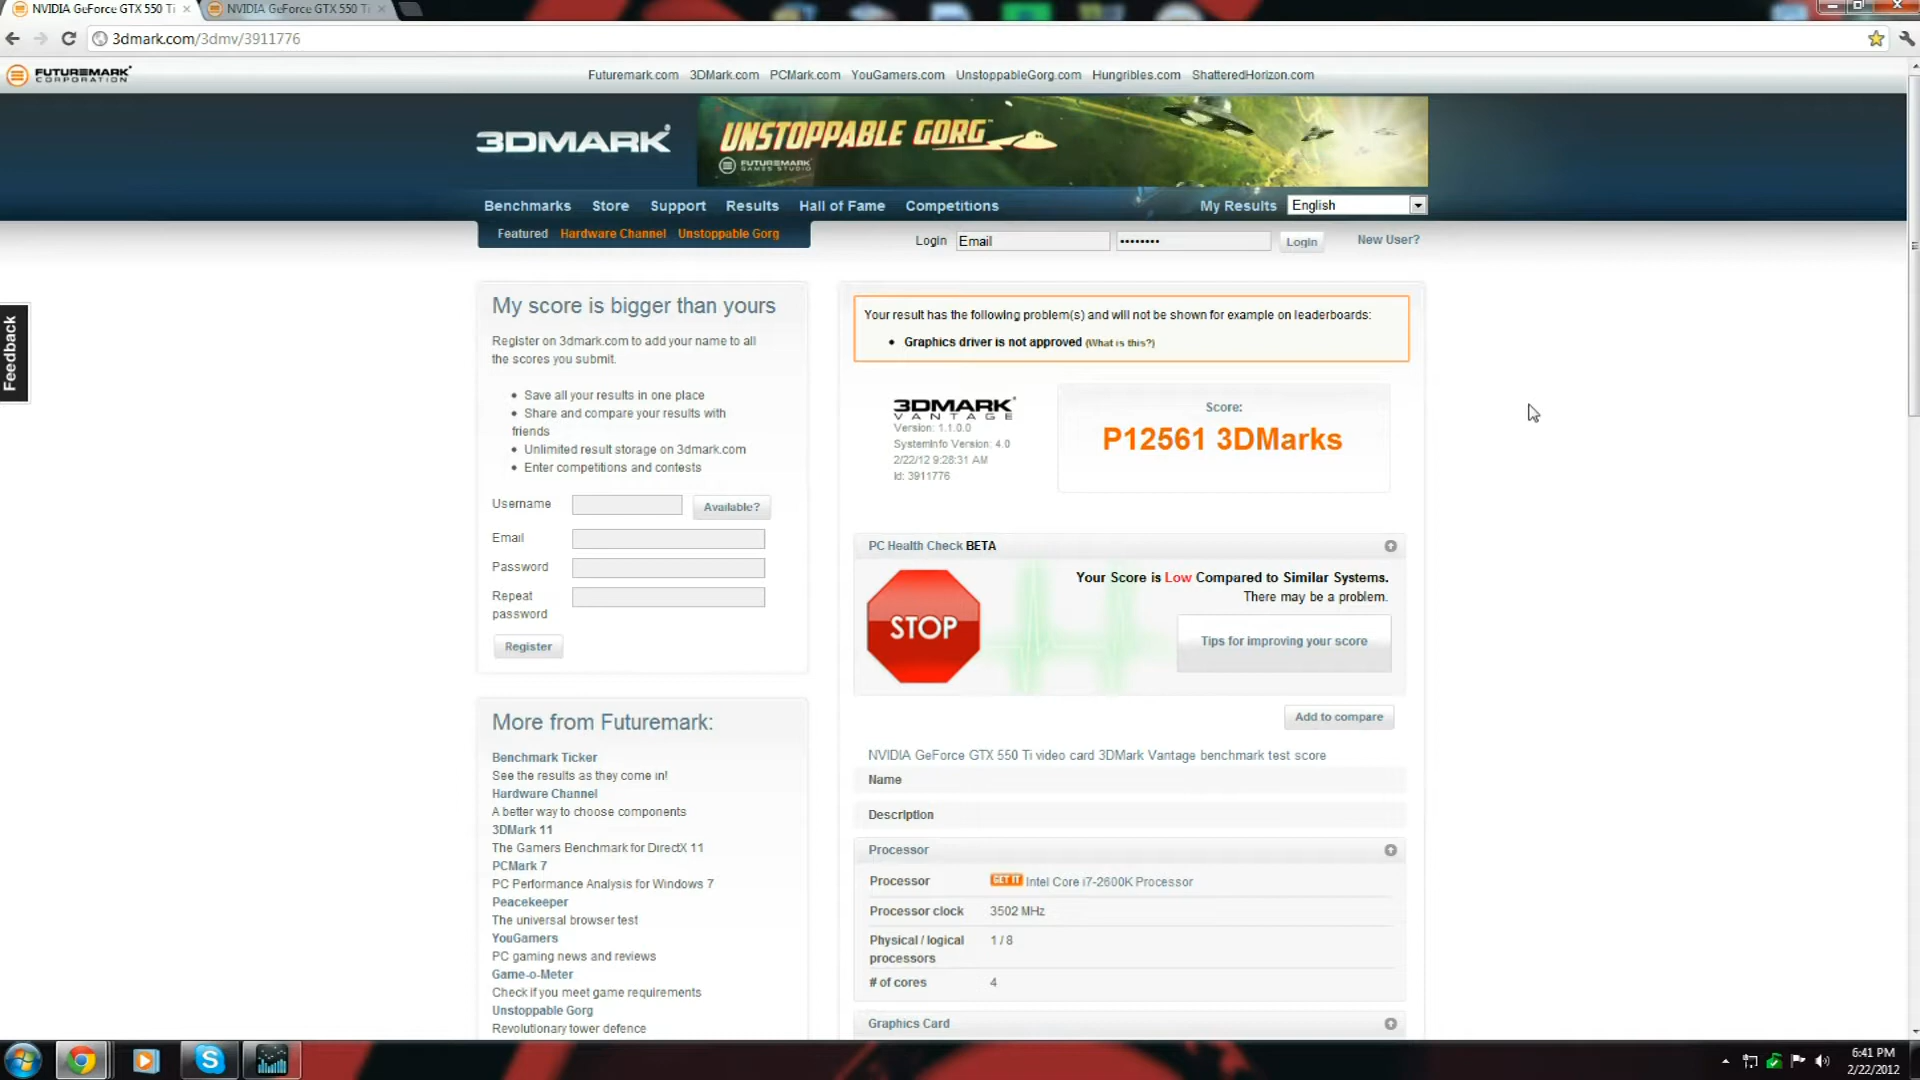 NVIDIA GeForce GTX 550 Ti
NVIDIA GeForce GTX 550 Ti
3dmark.com/3dmv/3911776
FUTUREMARK
CORPORATION
Futuremark.com 3DMark.com PCMark.com YouGamers.com UnstoppableGorg.com Hungribles.com ShatteredHorizon.com
3DMARK®
UNSTOPPABLE GORG™
FUTUREMARK
GAMES STUDIO
Benchmarks Store Support Results Hall of Fame Competitions My Results English
Featured Hardware Channel Unstoppable Gorg
Login Email •••••••• Login New User?
Feedback
My score is bigger than yours
Register on 3dmark.com to add your name to all
the scores you submit.
• Save all your results in one place
• Share and compare your results with
friends
• Unlimited result storage on 3dmark.com
• Enter competitions and contests
Username Available?
Email
Password
Repeat
password
Register
More from Futuremark:
Benchmark Ticker
See the results as they come in!
Hardware Channel
A better way to choose components
3DMark 11
The Gamers Benchmark for DirectX 11
PCMark 7
PC Performance Analysis for Windows 7
Peacekeeper
The universal browser test
YouGamers
PC gaming news and reviews
Game-o-Meter
Check if you meet game requirements
Unstoppable Gorg
Revolutionary tower defence
Your result has the following problem(s) and will not be shown for example on leaderboards:
• Graphics driver is not approved (What is this?)
3DMARK®
VANTAGE
Version: 1.1.0.0
SystemInfo Version: 4.0
2/22/12 9:28:31 AM
Id: 3911776
Score:
P12561 3DMarks
PC Health Check BETA
STOP
Your Score is Low Compared to Similar Systems.
There may be a problem.
Tips for improving your score
Add to compare
NVIDIA GeForce GTX 550 Ti video card 3DMark Vantage benchmark test score
Name
Description
Processor
Processor GET IT Intel Core i7-2600K Processor
Processor clock 3502 MHz
Physical / logical 1 / 8
processors
# of cores 4
Graphics Card
6:41 PM
2/22/2012